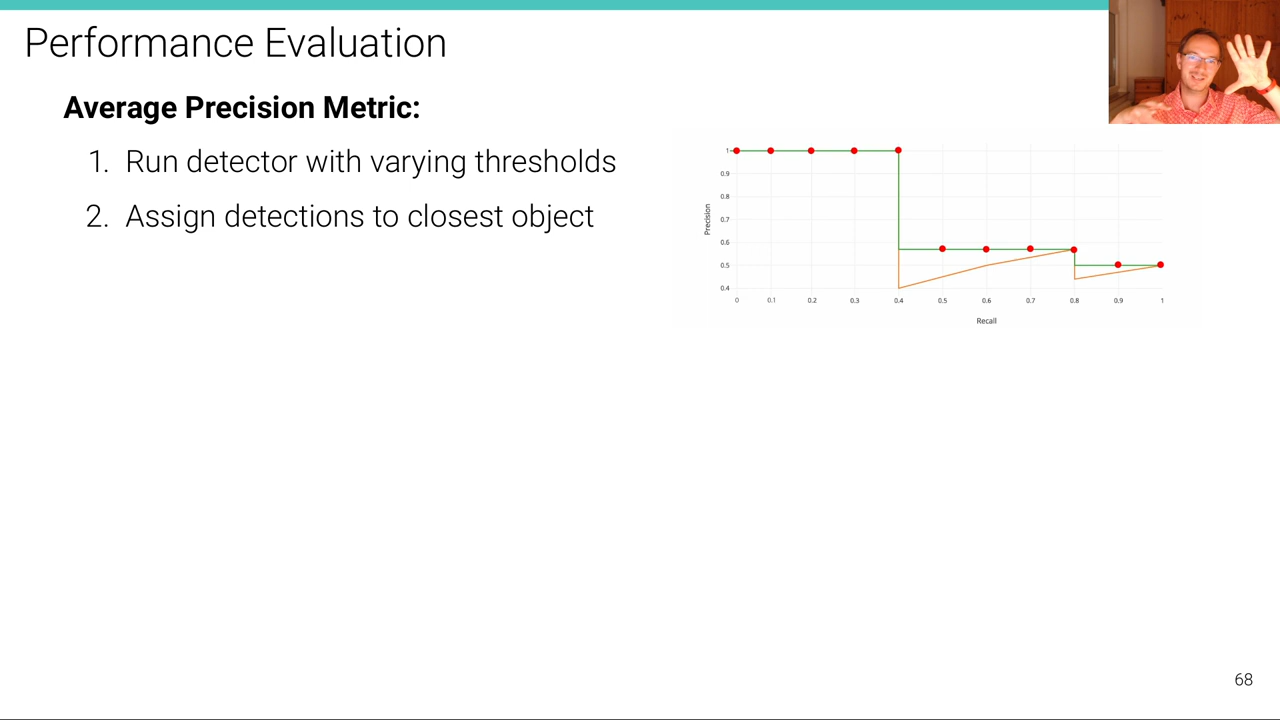 Performance Evaluation
Average Precision Metric:
1. Run detector with varying thresholds
2. Assign detections to closest object
1
0.9
0.8
0.7
0.6
0.5
0.4
Precision
0 0.1 0.2 0.3 0.4 0.5 0.6 0.7 0.8 0.9 1
Recall
68